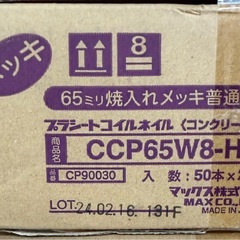 メッキ
8
65ミリ焼入れメッキ普通
プラシートコイルネイル〈コンクリー
商品名 CCP65W8-H
CP90030 入数:50本×
マックス株式
MAX CO.,
LOT. 24.02.16. 131F
MADE IN